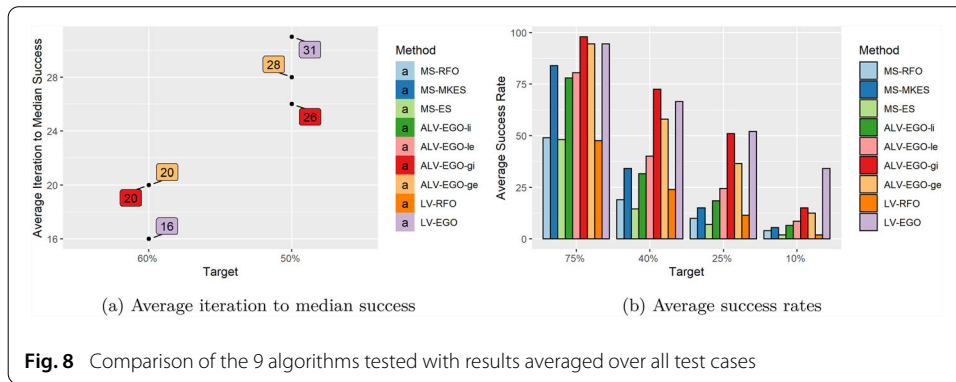 Average Iteration to Median Success
28
24
20
16
31
28
26
20
20
16
60%
50%
Target
Method
a MS-RFO
a MS-MKES
a MS-ES
a ALV-EGO-li
a ALV-EGO-le
a ALV-EGO-gi
a ALV-EGO-ge
a LV-RFO
a LV-EGO
(a) Average iteration to median success
Average Success Rate
100
75
50
25
0
75%
40%
25%
10%
Target
Method
MS-RFO
MS-MKES
MS-ES
ALV-EGO-li
ALV-EGO-le
ALV-EGO-gi
ALV-EGO-ge
LV-RFO
LV-EGO
(b) Average success rates
Fig. 8 Comparison of the 9 algorithms tested with results averaged over all test cases